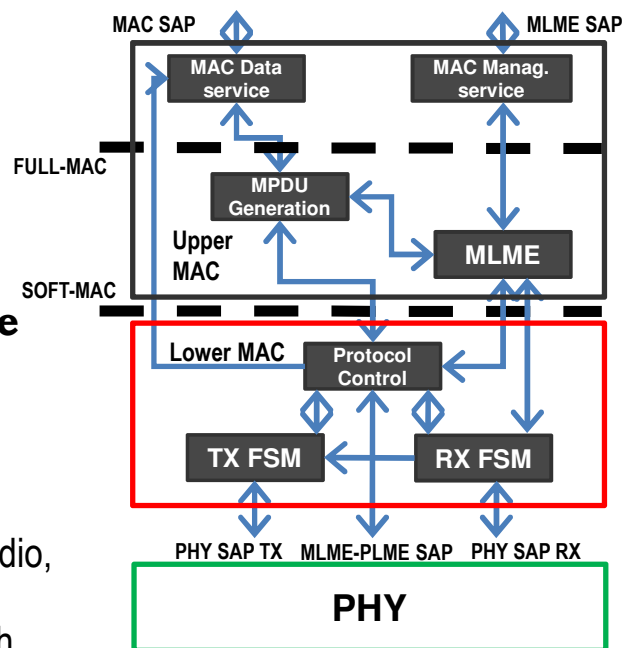 MAC SAP
MLME SAP
MAC Data
service
MAC Manag.
service
FULL-MAC
MPDU
Generation
Upper
MAC
MLME
SOFT-MAC
e
Lower MAC
Protocol
Control
TX FSM
RX FSM
PHY SAP TX
MLME-PLME SAP
PHY SAP RX
dio,
PHY